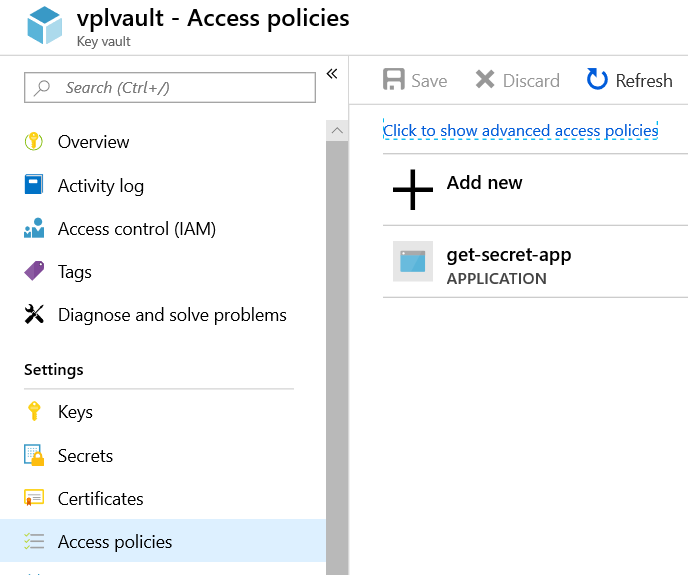 vplvault - Access policies
Key vault
Search (Ctrl+/)
«
Save
Discard
Refresh
Click to show advanced access policies
Overview
Activity log
Access control (IAM)
Tags
Diagnose and solve problems
Settings
Keys
Secrets
Certificates
Access policies
Add new
get-secret-app
APPLICATION